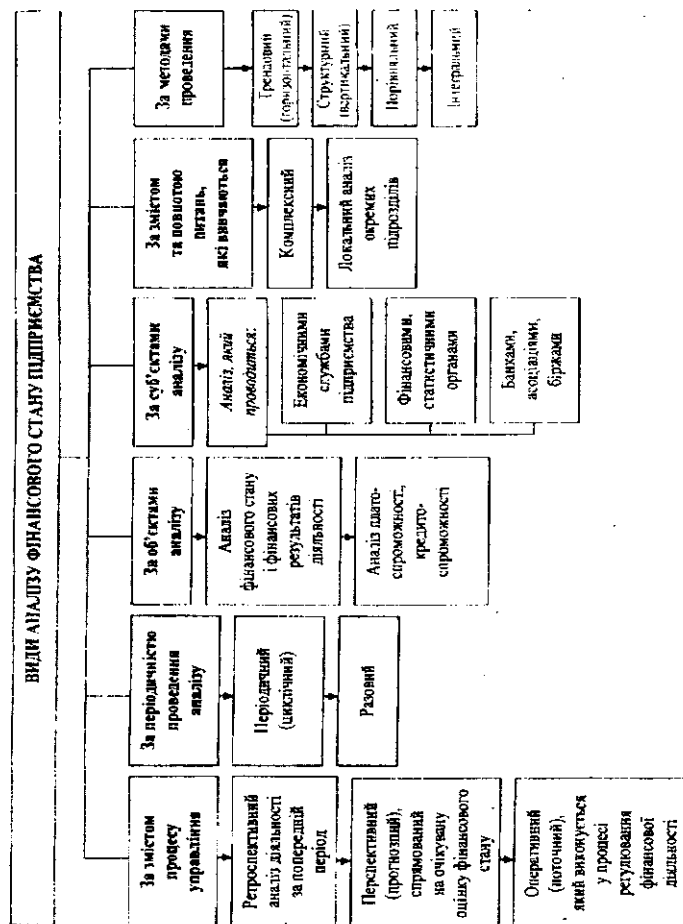 ВИДИ АНАЛІЗУ ФІНАНСОВОГО СТАНУ ПІДПРИЄМСТВА
За змістом
процесу
управління
Ретроспективний
аналіз діяльності
за попередній
період
Перспективний
(прогнозний),
спрямований
на очікувану
оцінку фінансового
стану
Оперативний
(поточний),
який виконується
у процесі
регулювання
фінансової
діяльності
За періодичністю
проведення
аналізу
Періодичний
(циклічний)
Разовий
За об'єктами
аналізу
Аналіз
фінансового стану
і фінансових
результатів
діяльності
Аналіз плато-
спроможності,
кредито-
спроможності
За суб'єктами
аналізу
Аналіз, який
проводиться:
Економічними
службами
підприємства
Фінансовими,
статистичними
органами
Банками,
асоціаціями,
біржами
За змістом
та повнотою
питань,
які вивчаються
Комплексний
Локальний аналіз
окремих
підрозділів
За методами
проведення
Трендовий
(горизонтальний)
Структурний
(вертикальний)
Порівняльний
Інтегральний